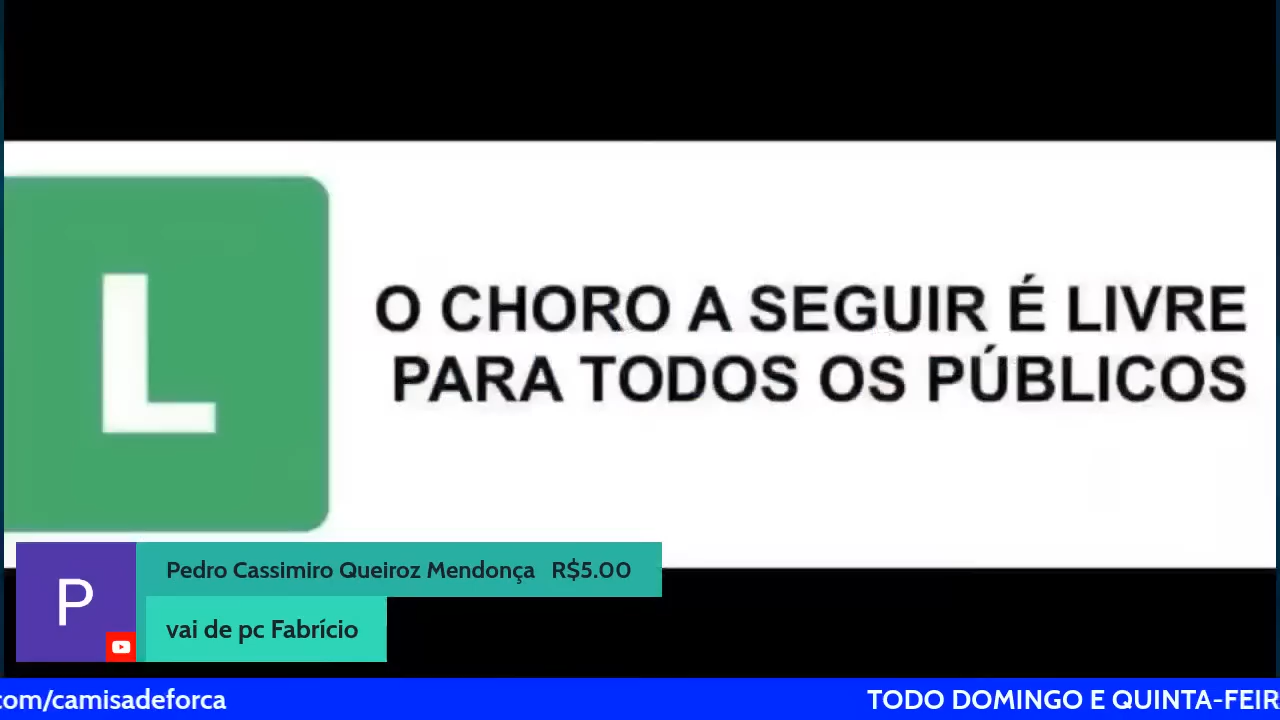 L
O CHORO A SEGUIR É LIVRE
PARA TODOS OS PÚBLICOS
P
Pedro Cassimiro Queiroz Mendonça R$5.00
vai de pc Fabrício
com/camisadeforca
TODO DOMINGO E QUINTA-FEIR